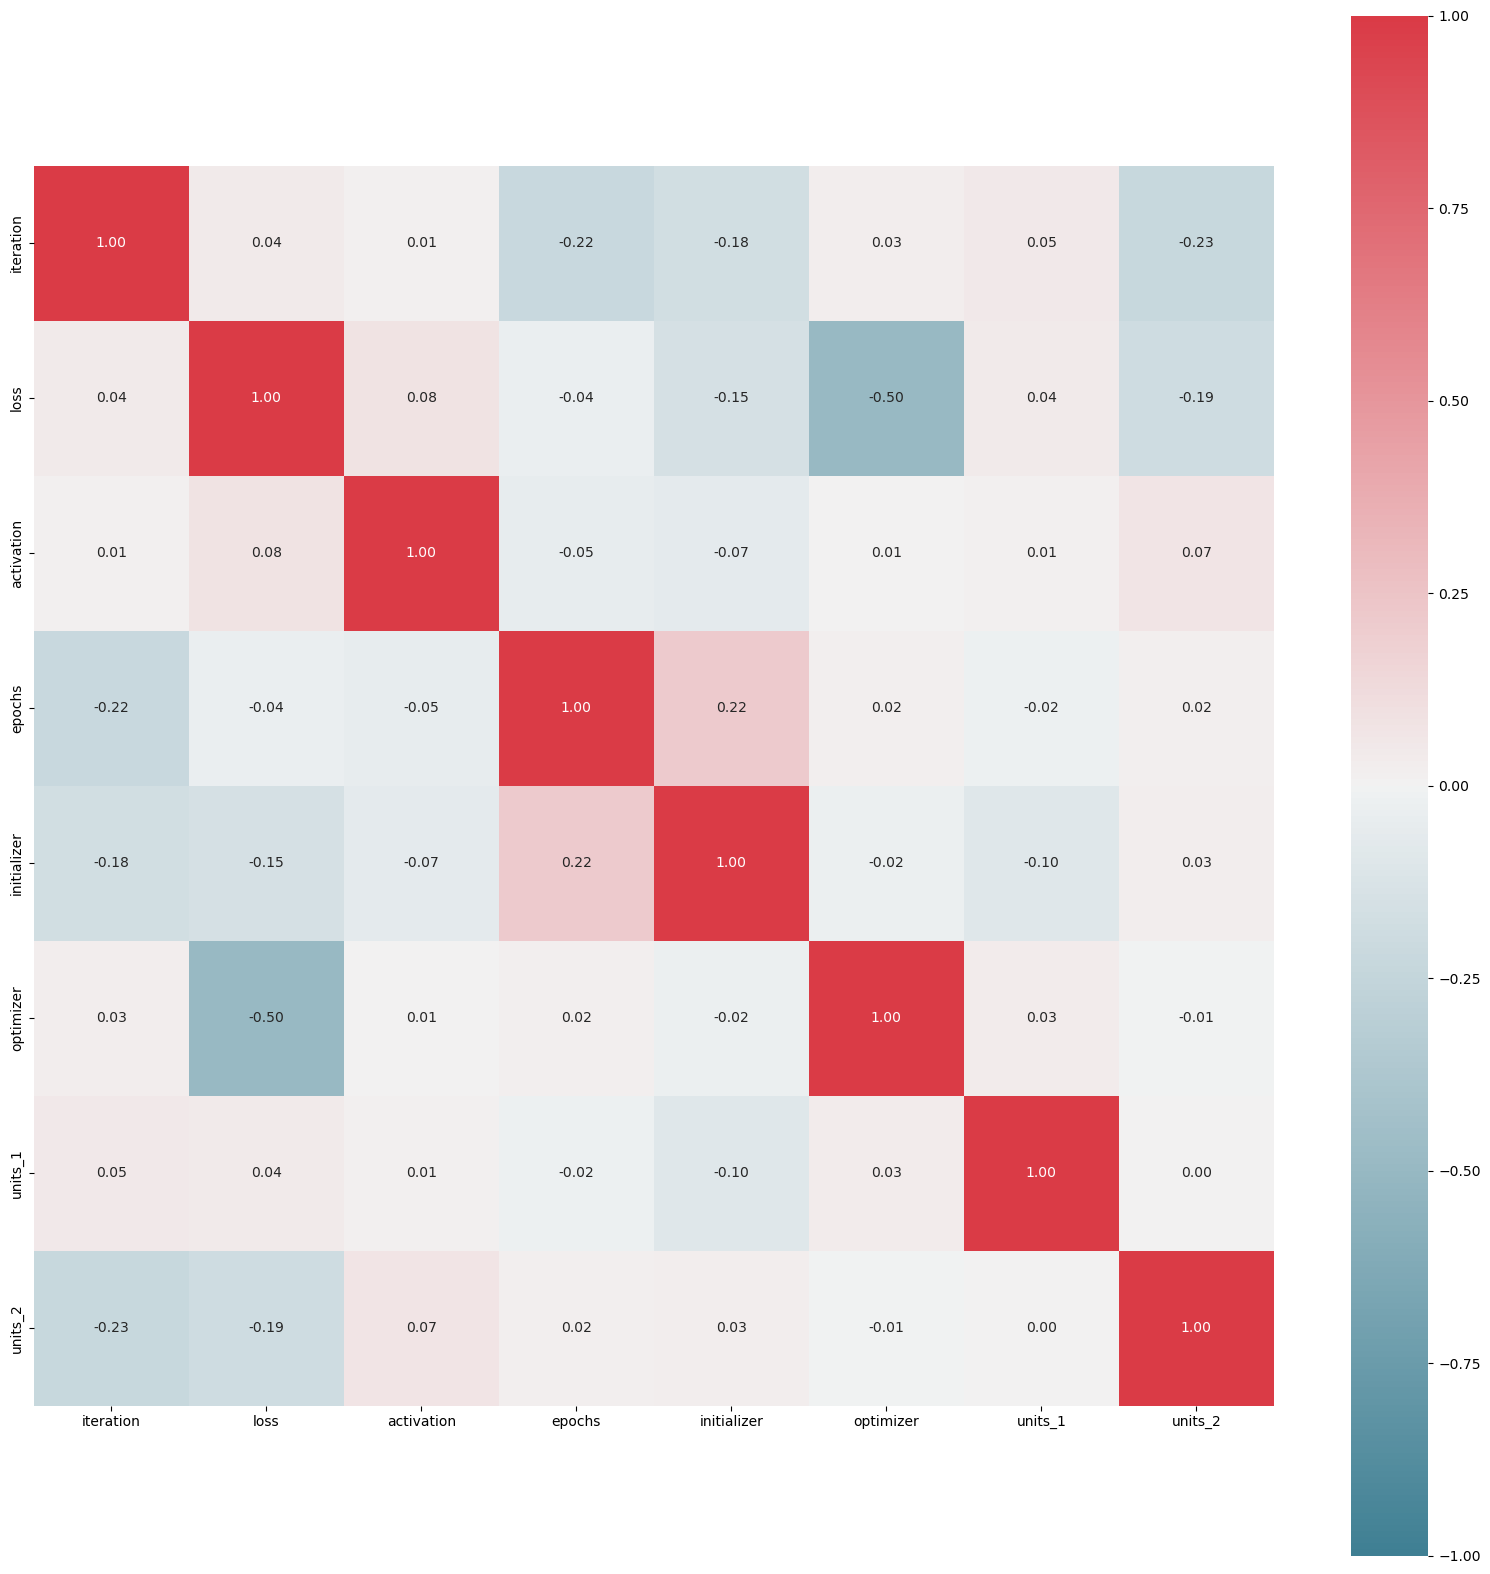 1.00
iteration 1.00 0.04 0.01 -0.22 -0.18 0.03 0.05 -0.23
0.75
loss 0.04 1.00 0.08 -0.04 -0.15 -0.50 0.04 -0.19
0.50
activation 0.01 0.08 1.00 -0.05 -0.07 0.01 0.01 0.07
0.25
epochs -0.22 -0.04 -0.05 1.00 0.22 0.02 -0.02 0.02
0.00
initializer -0.18 -0.15 -0.07 0.22 1.00 -0.02 -0.10 0.03
−0.25
optimizer 0.03 -0.50 0.01 0.02 -0.02 1.00 0.03 -0.01
−0.50
units_1 0.05 0.04 0.01 -0.02 -0.10 0.03 1.00 0.00
units_2 -0.23 -0.19 0.07 0.02 0.03 -0.01 0.00 1.00
−0.75
iteration loss activation epochs initializer optimizer units_1 units_2
−1.00